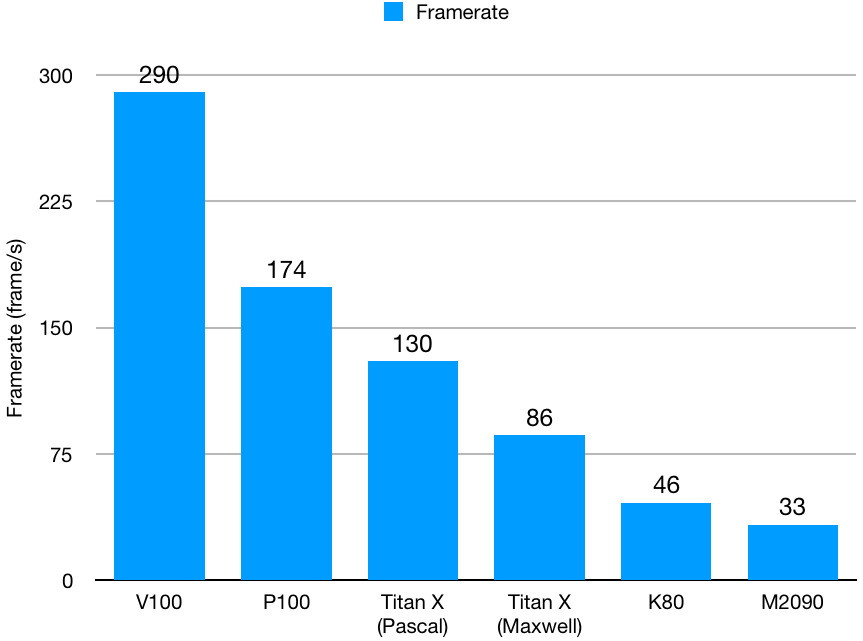 Framerate
290
300
225
174
150
130
86
75
46
33
0
Framerate (frame/s)
V100
P100
Titan X
(Pascal)
Titan X
(Maxwell)
K80
M2090